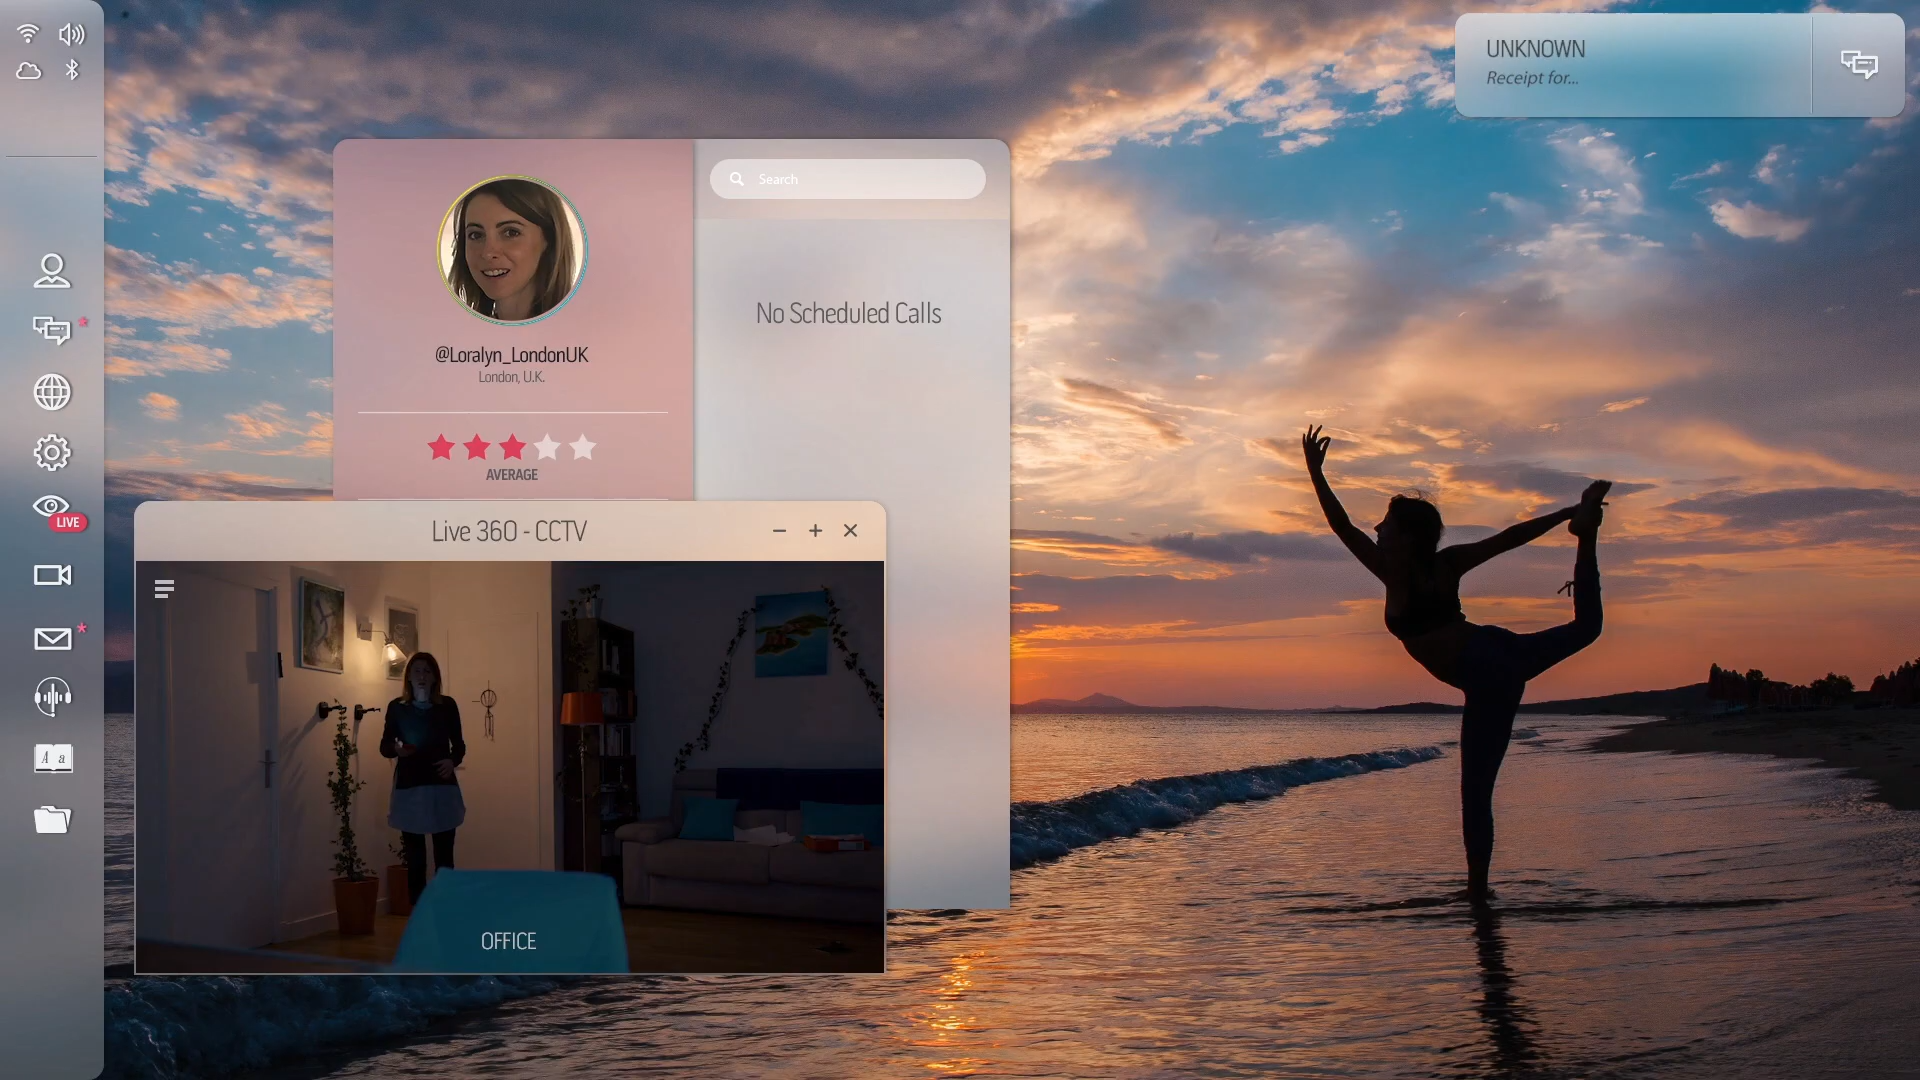 UNKNOWN
Receipt for...
Search
@Loralyn_LondonUK
London, U.K.
AVERAGE
No Scheduled Calls
LIVE
Live 360 - CCTV
OFFICE
A a